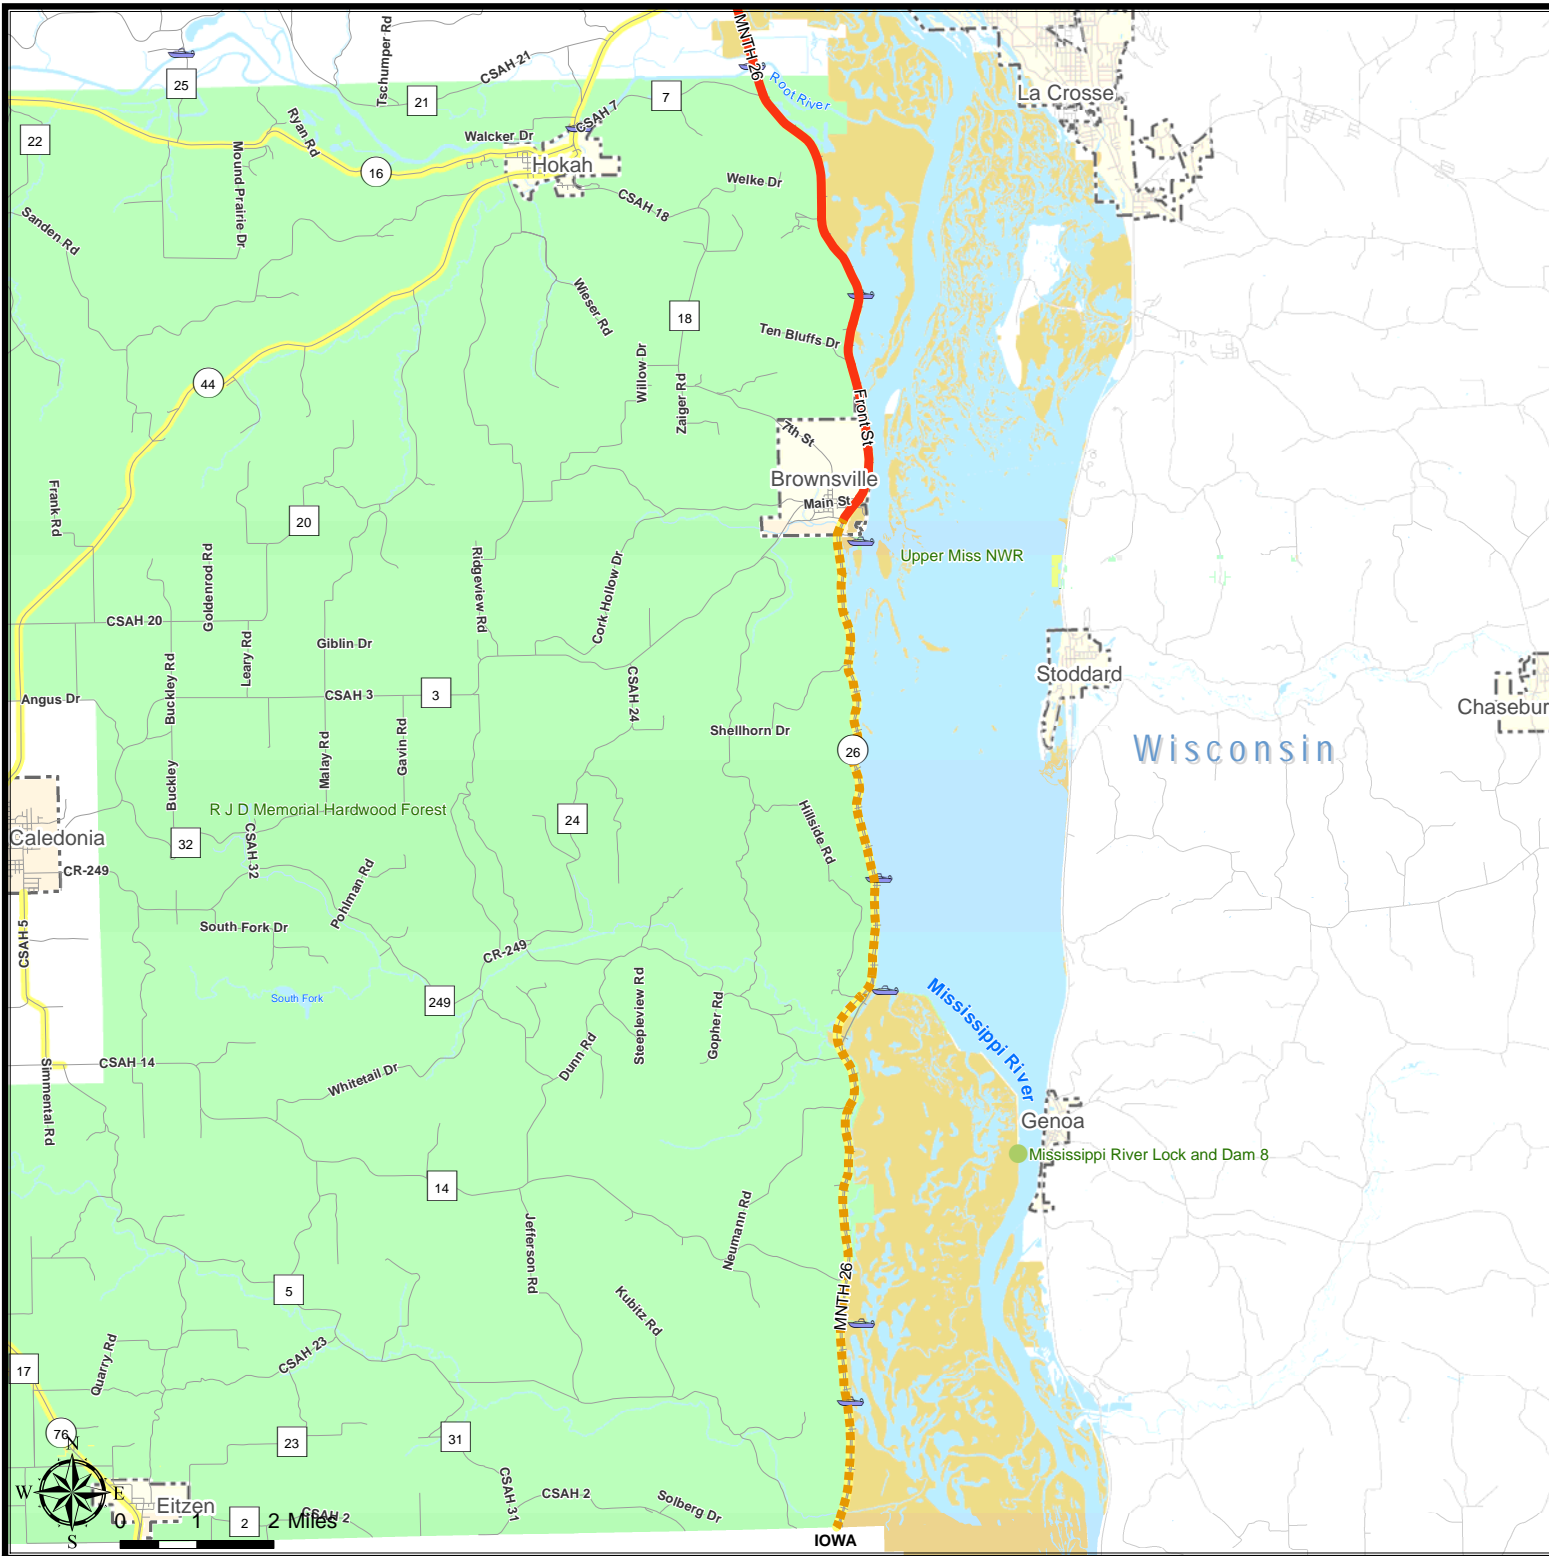 MNTH 26
Tschumper Rd
CSAH 21
25
21
7
Root River
La Crosse
22
Ryan Rd
Walcker Dr
CSAH 7
Mound Prairie Dr
16
Hokah
Welke Dr
CSAH 18
Sanden Rd
Wieser Rd
18
Ten Bluffs Dr
44
Willow Dr
Zaiger Rd
Front St
7th St
Brownsville
Main St
Frank Rd
20
Goldenrod Rd
Ridgeview Rd
Cork Hollow Dr
Upper Miss NWR
CSAH 20
Leary Rd
Giblin Dr
Buckley Rd
Stoddard
Angus Dr
CSAH 3
3
CSAH 24
Chasebur
Shellhorn Dr
26
Wisconsin
Malay Rd
Gavin Rd
Buckley
R J D Memorial Hardwood Forest
24
Hillside Rd
Caledonia
32
CSAH 32
CR-249
Pohlman Rd
South Fork Dr
CSAH 5
CR-249
South Fork
249
Steepleview Rd
Gopher Rd
Mississippi River
CSAH 14
Simmental Rd
Whitetail Dr
Dunn Rd
Genoa
Mississippi River Lock and Dam 8
14
Jefferson Rd
Neumann Rd
5
Kubitz Rd
MNTH 26
Quarry Rd
CSAH 23
17
76
23
31
N
W
E
S
Eitzen
CSAH 31
CSAH 2
Solberg Dr
2
CSAH 2
0 1 2 Miles
IOWA